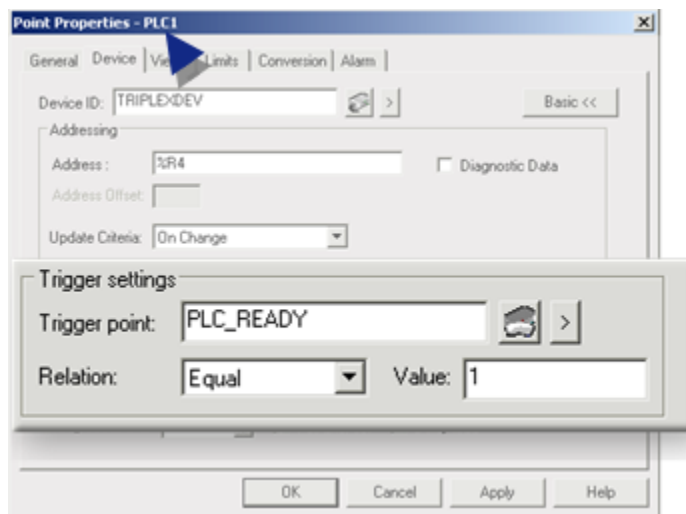 Point Properties - PLC1
General Device Limits Conversion Alarm
Device ID: TRIPLEXDEV > Basic <<
Addressing
Address : %R4 Diagnostic Data
Address Offset:
Update Criteria: On Change
Trigger settings
Trigger point: PLC_READY >
Relation: Equal Value: 1
OK Cancel Apply Help